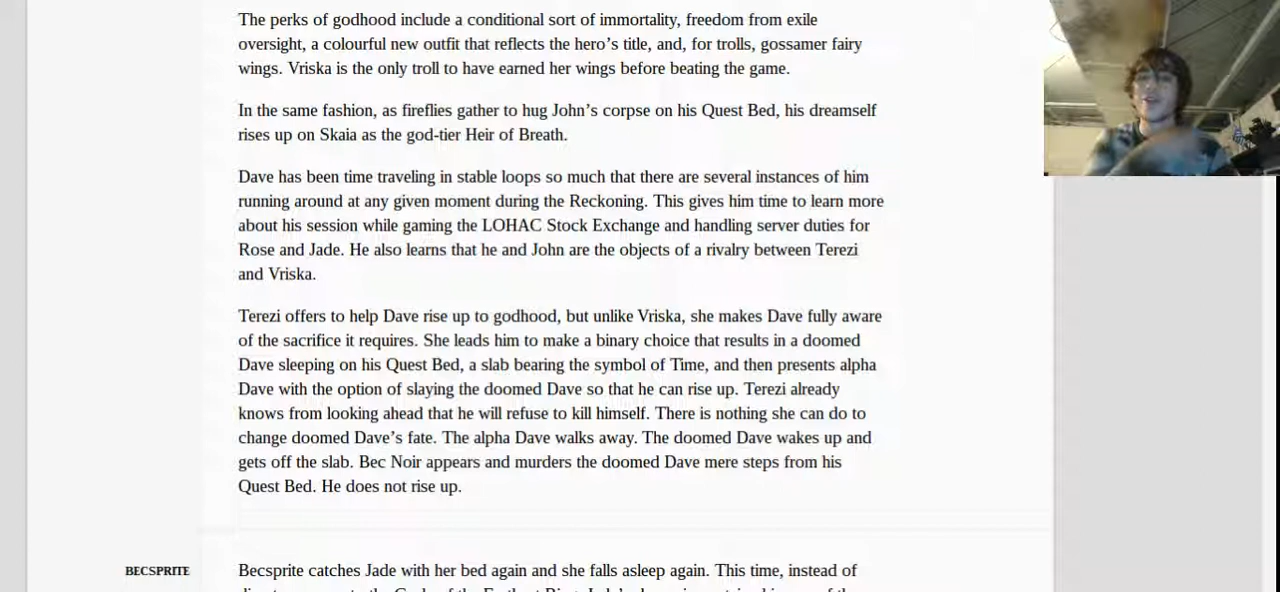 The perks of godhood include a conditional sort of immortality, freedom from exile
oversight, a colourful new outfit that reflects the hero’s title, and, for trolls, gossamer fairy
wings. Vriska is the only troll to have earned her wings before beating the game.
In the same fashion, as fireflies gather to hug John’s corpse on his Quest Bed, his dreamself
rises up on Skaia as the god-tier Heir of Breath.
Dave has been time traveling in stable loops so much that there are several instances of him
running around at any given moment during the Reckoning. This gives him time to learn more
about his session while gaming the LOHAC Stock Exchange and handling server duties for
Rose and Jade. He also learns that he and John are the objects of a rivalry between Terezi
and Vriska.
Terezi offers to help Dave rise up to godhood, but unlike Vriska, she makes Dave fully aware
of the sacrifice it requires. She leads him to make a binary choice that results in a doomed
Dave sleeping on his Quest Bed, a slab bearing the symbol of Time, and then presents alpha
Dave with the option of slaying the doomed Dave so that he can rise up. Terezi already
knows from looking ahead that he will refuse to kill himself. There is nothing she can do to
change doomed Dave’s fate. The alpha Dave walks away. The doomed Dave wakes up and
gets off the slab. Bec Noir appears and murders the doomed Dave mere steps from his
Quest Bed. He does not rise up.
BECSPRITE
Becsprite catches Jade with her bed again and she falls asleep again. This time, instead of